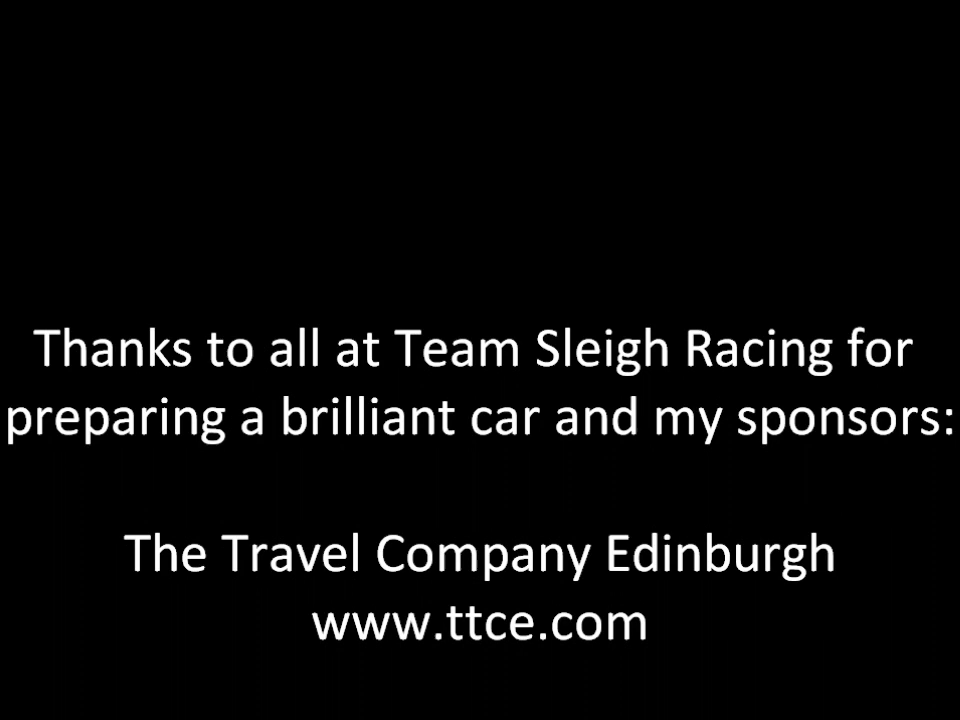 Thanks to all at Team Sleigh Racing for
preparing a brilliant car and my sponsors:
The Travel Company Edinburgh
www.ttce.com